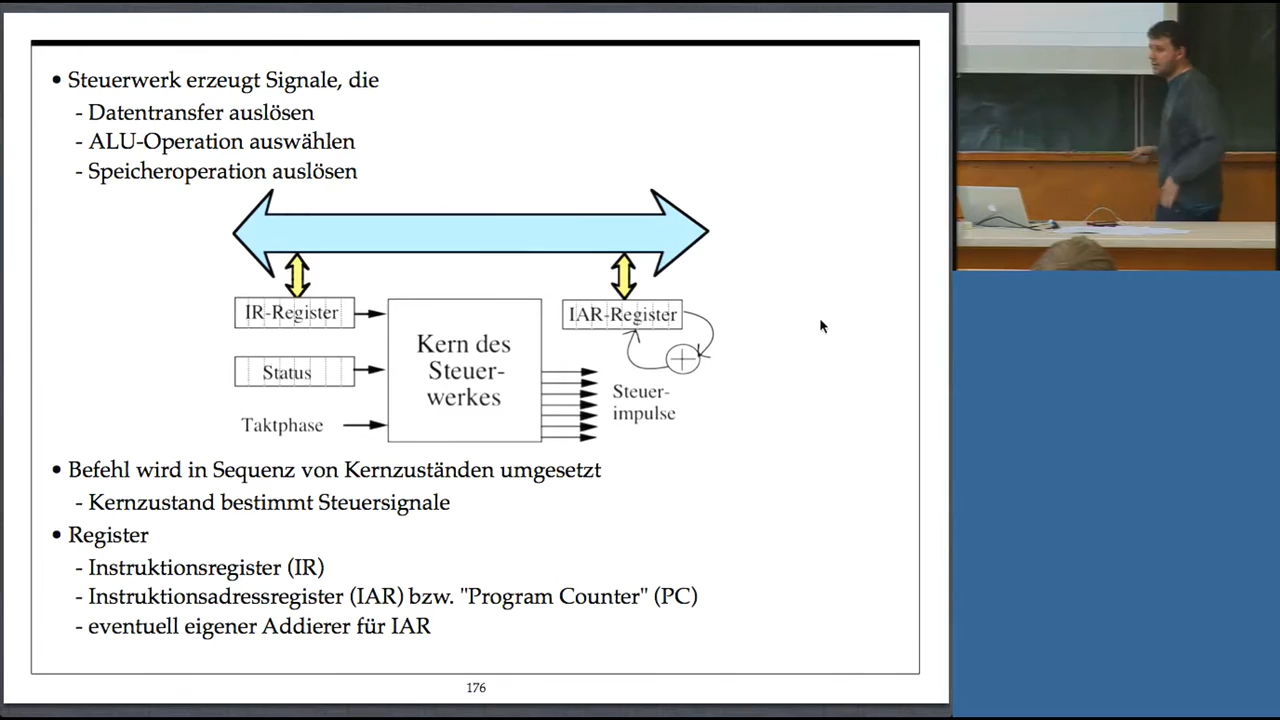 • Steuerwerk erzeugt Signale, die
- Datentransfer auslösen
- ALU-Operation auswählen
- Speicheroperation auslösen
IR-Register
IAR-Register
Kern des
Steuer-
werkes
Status
Steuer-
impulse
Taktphase
• Befehl wird in Sequenz von Kernzuständen umgesetzt
- Kernzustand bestimmt Steuersignale
• Register
- Instruktionsregister (IR)
- Instruktionsadressregister (IAR) bzw. "Program Counter" (PC)
- eventuell eigener Addierer für IAR
176